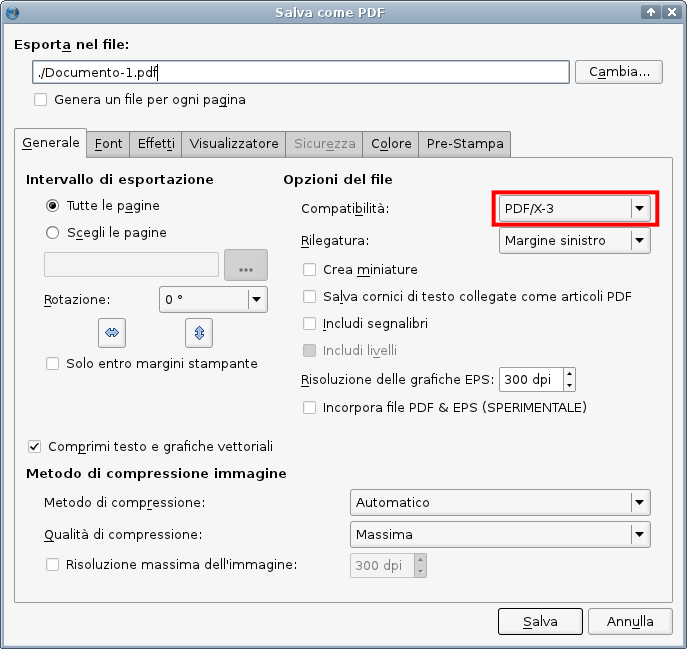 Salva come PDF
Esporta nel file:
./Documento-1.pdf
Cambia...
Genera un file per ogni pagina
Generale Font Effetti Visualizzatore Sicurezza Colore Pre-Stampa
Intervallo di esportazione
Tutte le pagine
Scegli le pagine
...
Rotazione: 0 °
Solo entro margini stampante
Opzioni del file
Compatibilità: PDF/X-3
Rilegatura: Margine sinistro
Crea miniature
Salva cornici di testo collegate come articoli PDF
Includi segnalibri
Includi livelli
Risoluzione delle grafiche EPS: 300 dpi
Incorpora file PDF & EPS (SPERIMENTALE)
Comprimi testo e grafiche vettoriali
Metodo di compressione immagine
Metodo di compressione: Automatico
Qualità di compressione: Massima
Risoluzione massima dell'immagine: 300 dpi
Salva Annulla